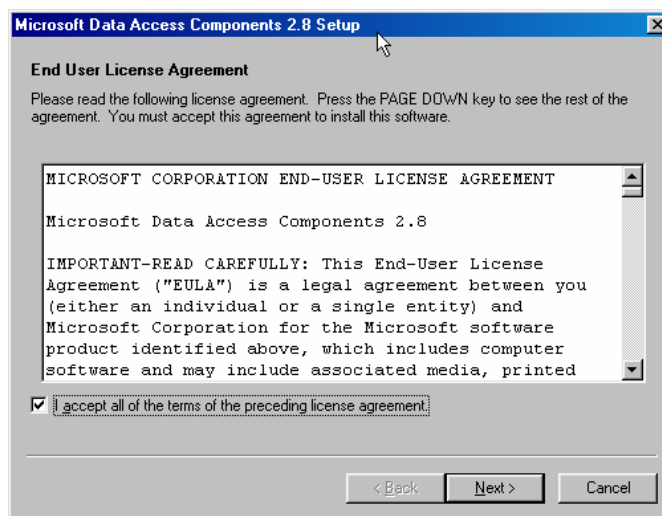 Microsoft Data Access Components 2.8 Setup
End User License Agreement
Please read the following license agreement. Press the PAGE DOWN key to see the rest of the
agreement. You must accept this agreement to install this software.
MICROSOFT CORPORATION END-USER LICENSE AGREEMENT
Microsoft Data Access Components 2.8
IMPORTANT-READ CAREFULLY: This End-User License
Agreement ("EULA") is a legal agreement between you
(either an individual or a single entity) and
Microsoft Corporation for the Microsoft software
product identified above, which includes computer
software and may include associated media, printed
I accept all of the terms of the preceding license agreement.
< Back Next > Cancel